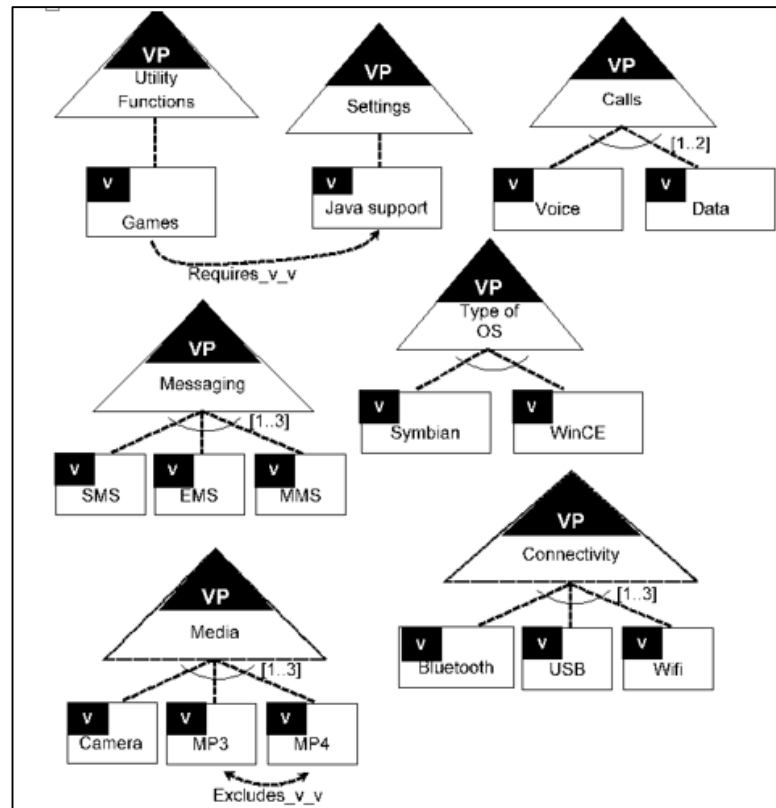 VP
Utility
Functions
V
Games
VP
Settings
V
Java support
Requires_v_v
VP
Calls
[1..2]
V
Voice
V
Data
VP
Messaging
[1..3]
V
SMS
V
EMS
V
MMS
VP
Type of
OS
V
Symbian
V
WinCE
VP
Media
[1..3]
V
Camera
V
MP3
V
MP4
Excludes_v_v
VP
Connectivity
[1..3]
V
Bluetooth
V
USB
V
Wifi